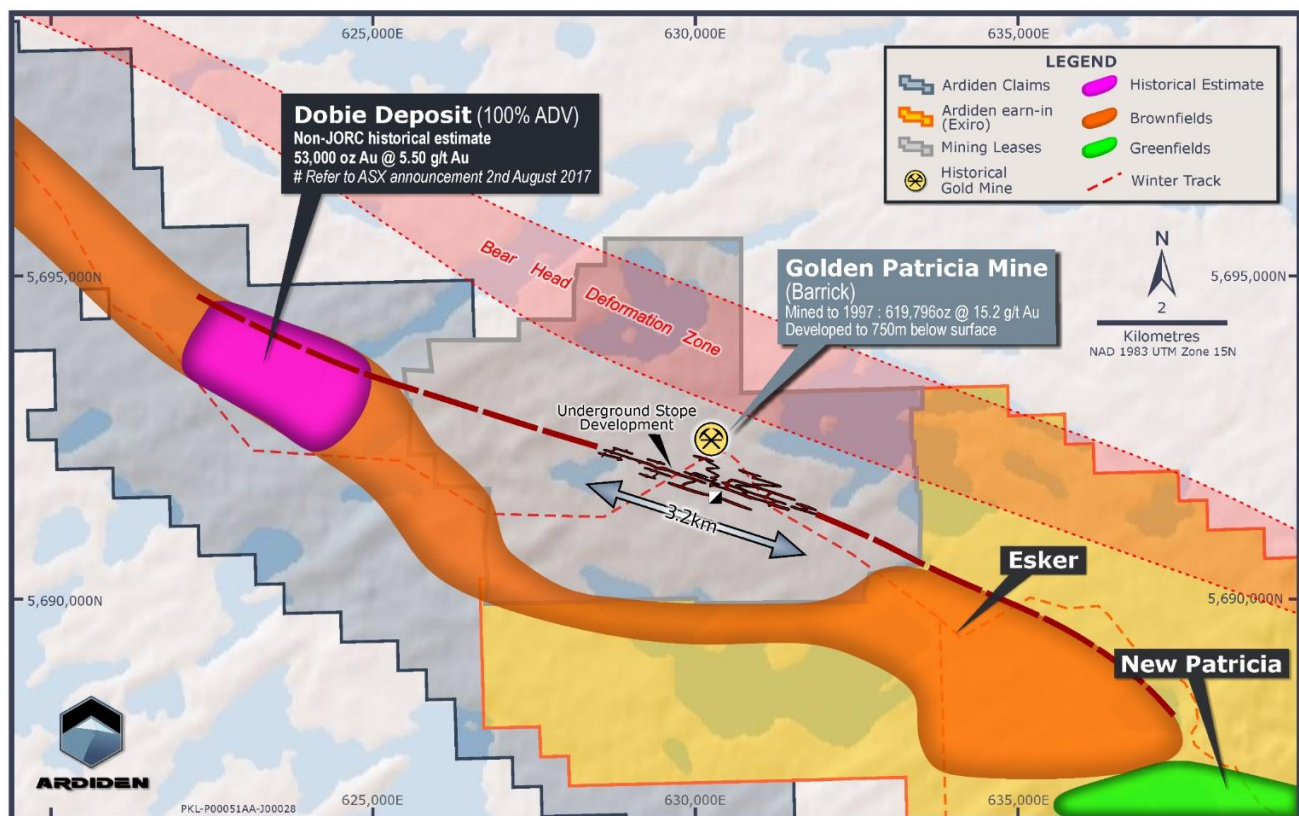 625,000E
630,000E
635,000E
LEGEND
Ardiden Claims
Ardiden earn-in
(Exiro)
Mining Leases
Historical
Gold Mine
Historical Estimate
Brownfields
Greenfields
Winter Track
Dobie Deposit (100% ADV)
Non-JORC historical estimate
53,000 oz Au @ 5.50 g/t Au
# Refer to ASX announcement 2nd August 2017
N
2
Kilometres
NAD 1983 UTM Zone 15N
5,695,000N
5,695,000N
Bear Head Deformation Zone
Golden Patricia Mine
(Barrick)
Mined to 1997 : 619,796oz @ 15.2 g/t Au
Developed to 750m below surface
Underground Stope
Development
3.2km
Esker
5,690,000N
5,690,000N
New Patricia
ARDIDEN
PKL-P00051AA-J00028
625,000E
630,000E
635,000E